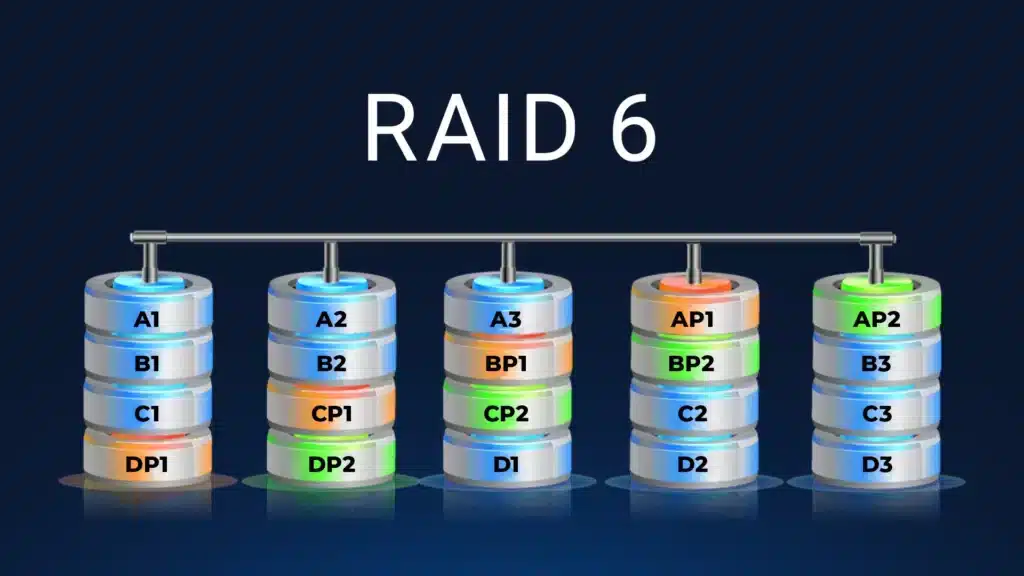 RAID 6
A1 A2 A3 AP1 AP2
B1 B2 BP1 BP2 B3
C1 CP1 CP2 C2 C3
DP1 DP2 D1 D2 D3